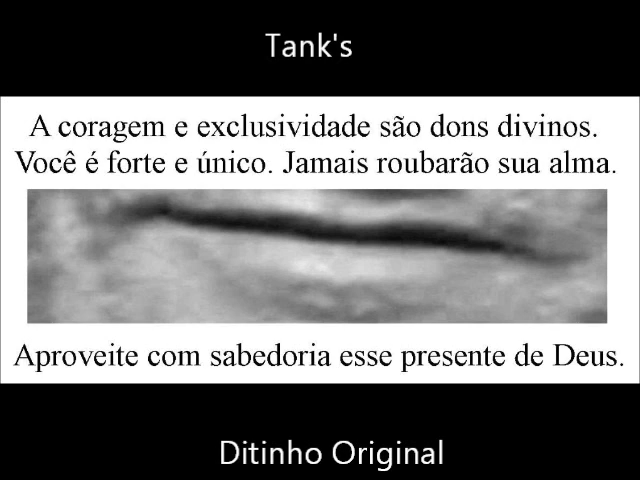 Tank's
A coragem e exclusividade são dons divinos.
Você é forte e único. Jamais roubarão sua alma.
Aproveite com sabedoria esse presente de Deus.
Ditinho Original